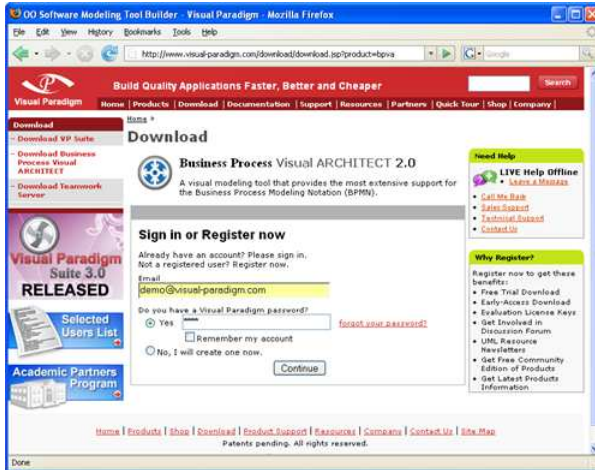 OO Software Modeling Tool Builder - Visual Paradigm - Mozilla Firefox
File Edit View History Bookmarks Tools Help
http://www.visual-paradigm.com/download/download.jsp?product=bpva
Google
Visual Paradigm
Build Quality Applications Faster, Better and Cheaper
Search
Home | Products | Download | Documentation | Support | Resources | Partners | Quick Tour | Shop | Company |
Download
- Download VP Suite
- Download Business
Process Visual
ARCHITECT
- Download Teamwork
Server
Visual Paradigm
Suite 3.0
RELEASED
Selected
Users List
Academic Partners
Program
Home »
Download
Business Process Visual ARCHITECT 2.0
A visual modeling tool that provides the most extensive support for
the Business Process Modeling Notation (BPMN).
Sign in or Register now
Already have an account? Please sign in.
Not a registered user? Register now.
Email
demo@visual-paradigm.com
Do you have a Visual Paradigm password?
Yes
forgot your password?
Remember my account
No, I will create one now.
Continue
Need Help
LIVE Help Offline
Leave a Message
Call Me Back
Sales Support
Technical Support
Contact Us
Why Register?
Register now to get these
benefits:
Free Trial Download
Early-Access Download
Evaluation License Keys
Get Involved in
Discussion Forum
UML Resource
Newsletters
Get Free Community
Edition of Products
Get Latest Products
Information
Home | Products | Shop | Download | Product Support | Resources | Company | Contact Us | Site Map
Patents pending. All rights reserved.
Done